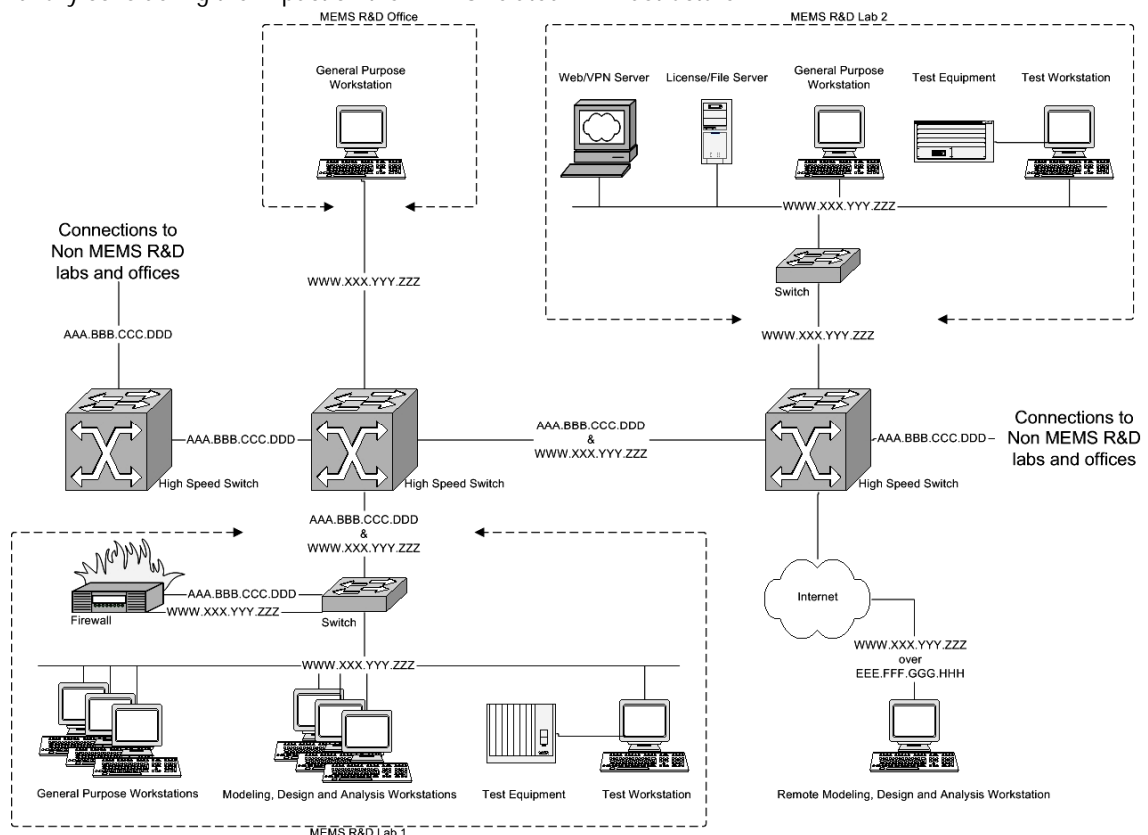 MEMS R&D Office
MEMS R&D Lab 2
General Purpose
Workstation
Web/VPN Server
License/File Server
General Purpose
Workstation
Test Equipment
Test Workstation
WWW.XXX.YYY.ZZZ
Switch
WWW.XXX.YYY.ZZZ
Connections to
Non MEMS R&D
labs and offices
WWW.XXX.YYY.ZZZ
AAA.BBB.CCC.DDD
AAA.BBB.CCC.DDD
High Speed Switch
High Speed Switch
AAA.BBB.CCC.DDD
&
WWW.XXX.YYY.ZZZ
AAA.BBB.CCC.DDD
High Speed Switch
Connections to
Non MEMS R&D
labs and offices
AAA.BBB.CCC.DDD
&
WWW.XXX.YYY.ZZZ
AAA.BBB.CCC.DDD
WWW.XXX.YYY.ZZZ
Firewall
Switch
Internet
WWW.XXX.YYY.ZZZ
over
EEE.FFF.GGG.HHH
WWW.XXX.YYY.ZZZ
General Purpose Workstations
Modeling, Design and Analysis Workstations
Test Equipment
Test Workstation
Remote Modeling, Design and Analysis Workstation
MEMS R&D Lab 1